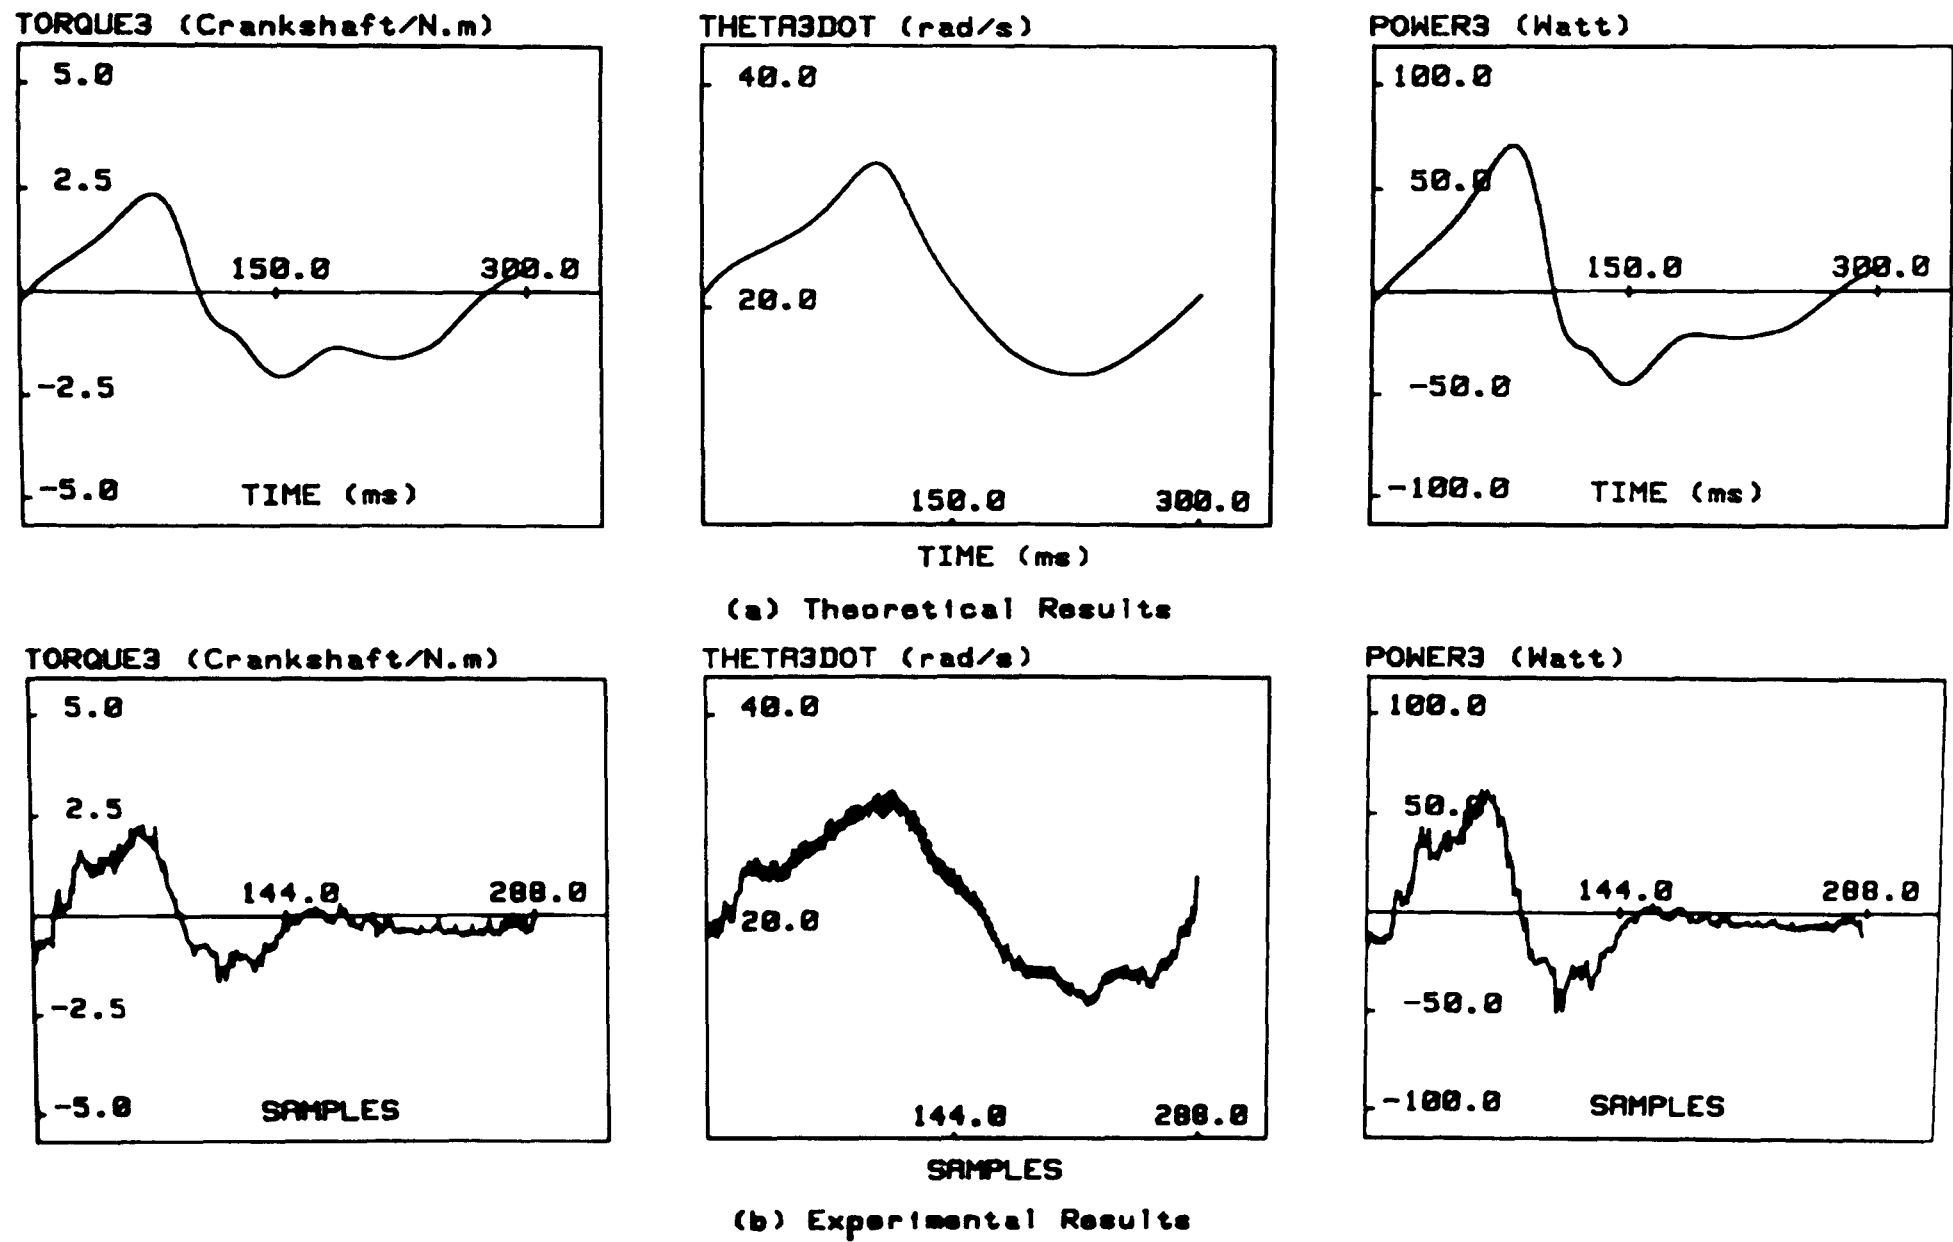 TORQUE3 (Crankshaft/N.m)
5.0
2.5
150.0
300.0
-2.5
-5.0
TIME (ms)
THETA3DOT (rad/s)
40.0
20.0
150.0
300.0
TIME (ms)
POWER3 (Watt)
100.0
50.0
150.0
300.0
-50.0
-100.0
TIME (ms)
(a) Theoretical Results
TORQUE3 (Crankshaft/N.m)
5.0
2.5
144.0
288.0
-2.5
-5.0
SAMPLES
THETA3DOT (rad/s)
40.0
20.0
144.0
288.0
SAMPLES
POWER3 (Watt)
100.0
50.0
144.0
288.0
-50.0
-100.0
SAMPLES
(b) Experimental Results